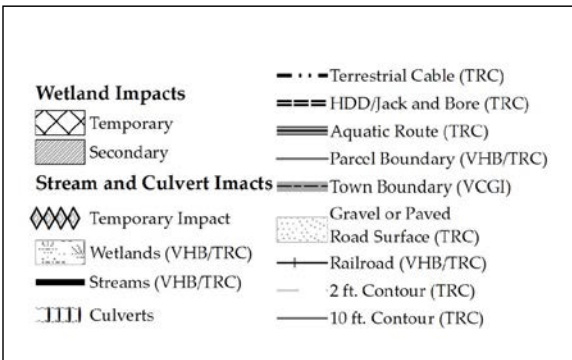 Wetland Impacts
Temporary
Secondary
Stream and Culvert Imacts
Temporary Impact
Wetlands (VHB/TRC)
Streams (VHB/TRC)
Culverts
Terrestrial Cable (TRC)
HDD/Jack and Bore (TRC)
Aquatic Route (TRC)
Parcel Boundary (VHB/TRC)
Town Boundary (VCGI)
Gravel or Paved
Road Surface (TRC)
Railroad (VHB/TRC)
2 ft. Contour (TRC)
10 ft. Contour (TRC)